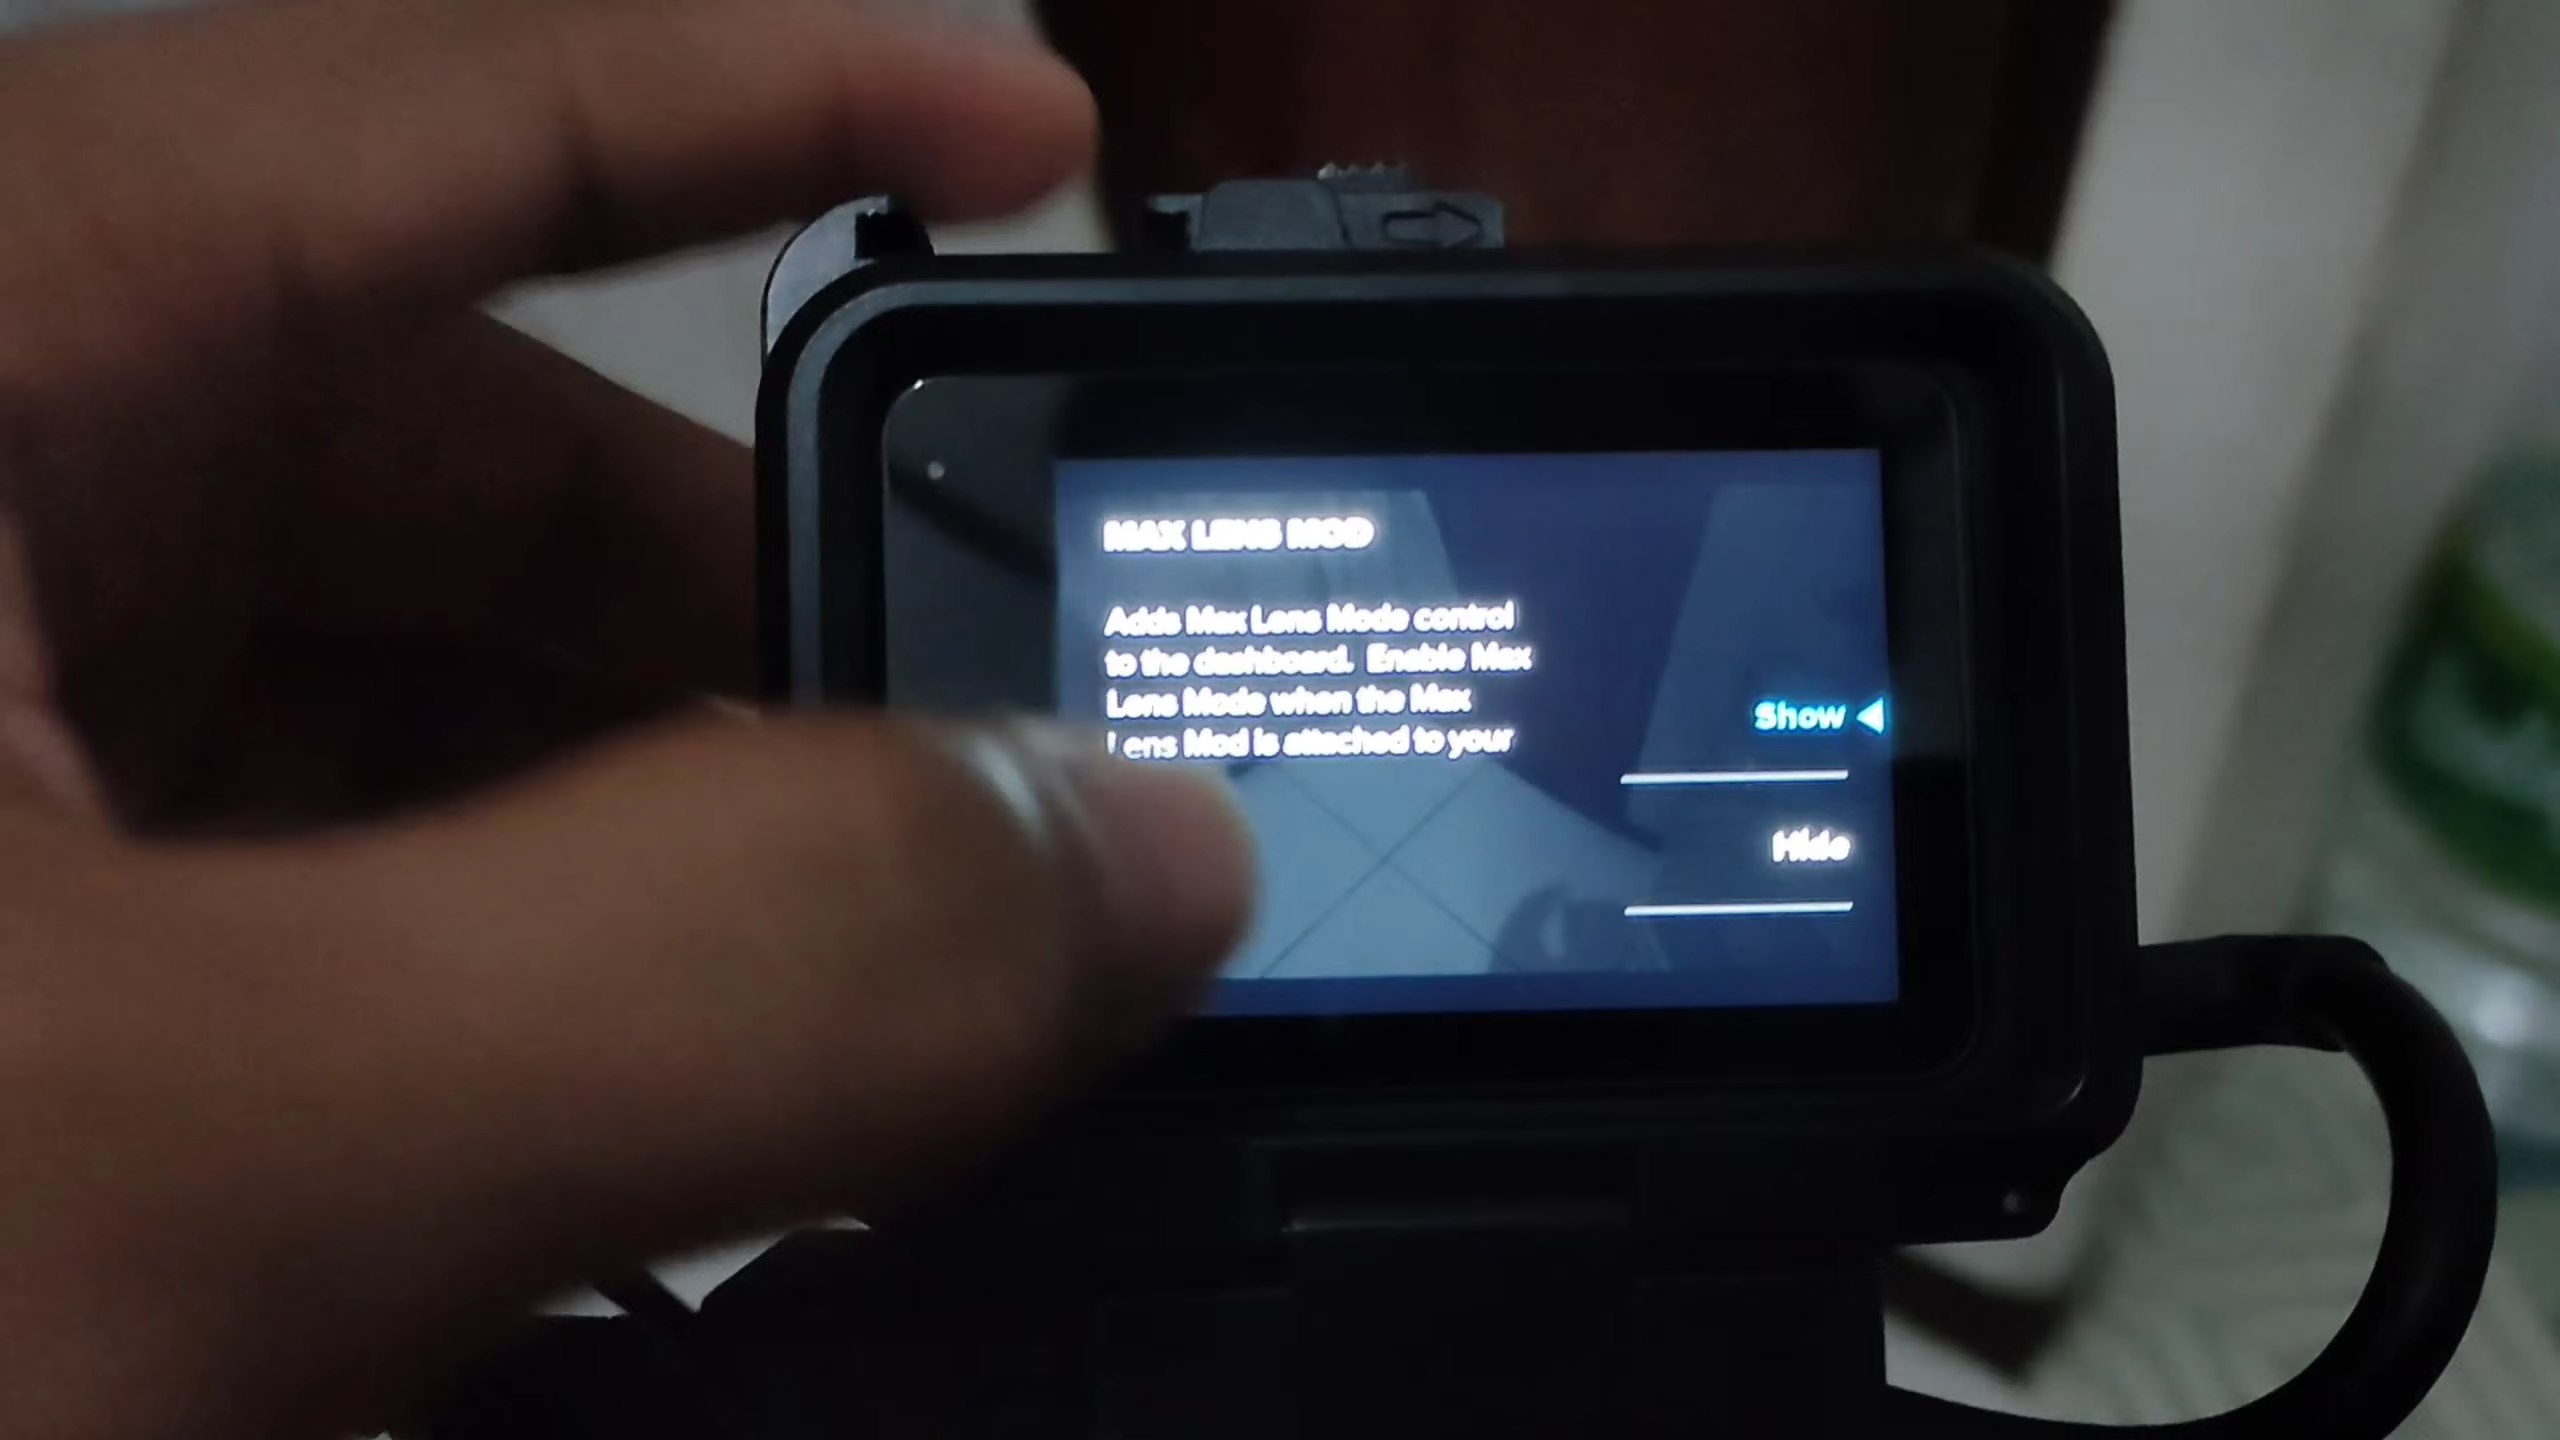 MAX LENS MOD
Adds Max Lens Mode control
to the dashboard. Enable Max
Lens Mode when the Max
Lens Mod is attached to your
Show
Hide